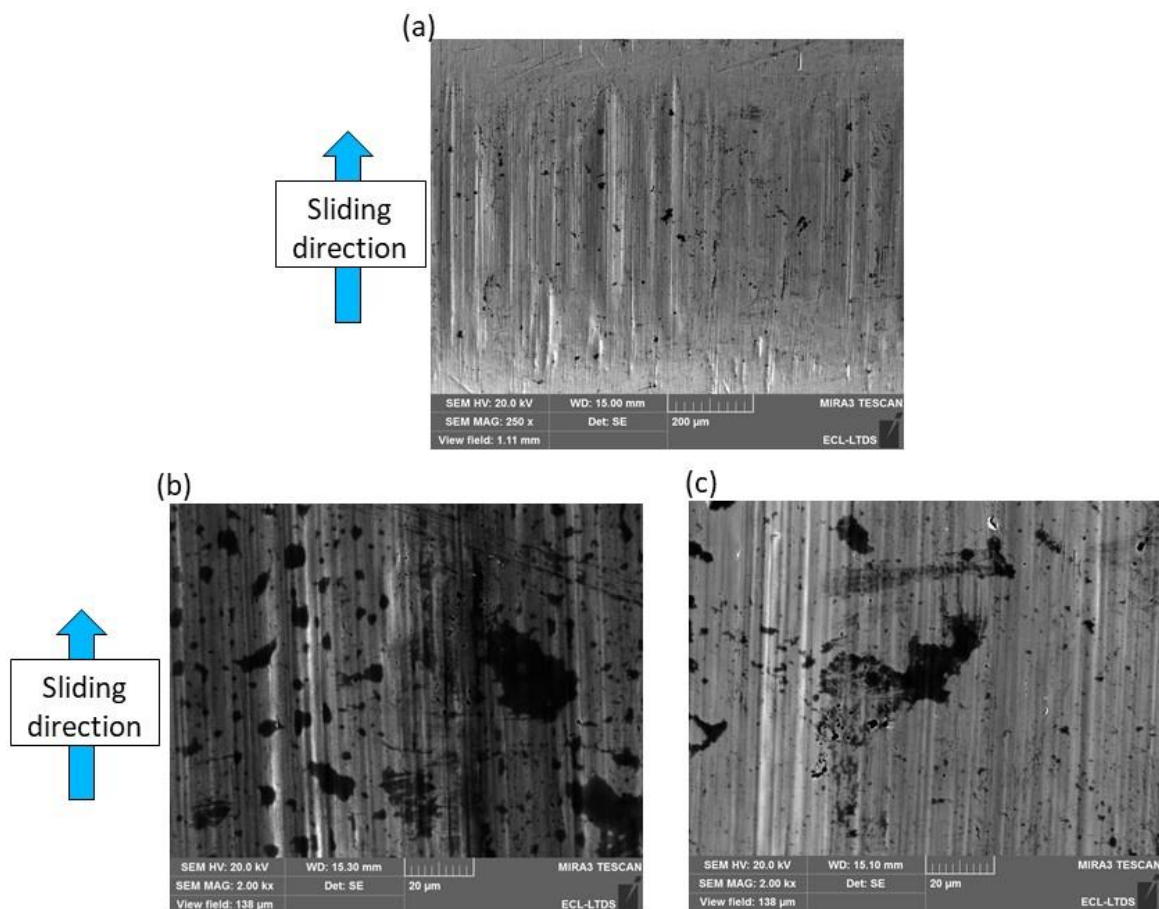 (a)
Sliding
direction
SEM HV: 20.0 kV WD: 15.00 mm MIRA3 TESCAN
SEM MAG: 250 x Det: SE 200 µm
View field: 1.11 mm ECL-LTDS
(b)
(c)
Sliding
direction
SEM HV: 20.0 kV WD: 15.30 mm MIRA3 TESCAN
SEM MAG: 2.00 kx Det: SE 20 µm
View field: 138 µm ECL-LTDS
SEM HV: 20.0 kV WD: 15.10 mm MIRA3 TESCAN
SEM MAG: 2.00 kx Det: SE 20 µm
View field: 138 µm ECL-LTDS